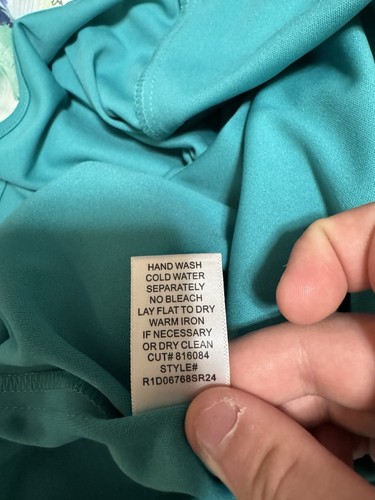 HAND WASH
COLD WATER
SEPARATELY
NO BLEACH
LAY FLAT TO DRY
WARM IRON
IF NECESSARY
OR DRY CLEAN
CUT# 816084
STYLE#
R1D06768SR24